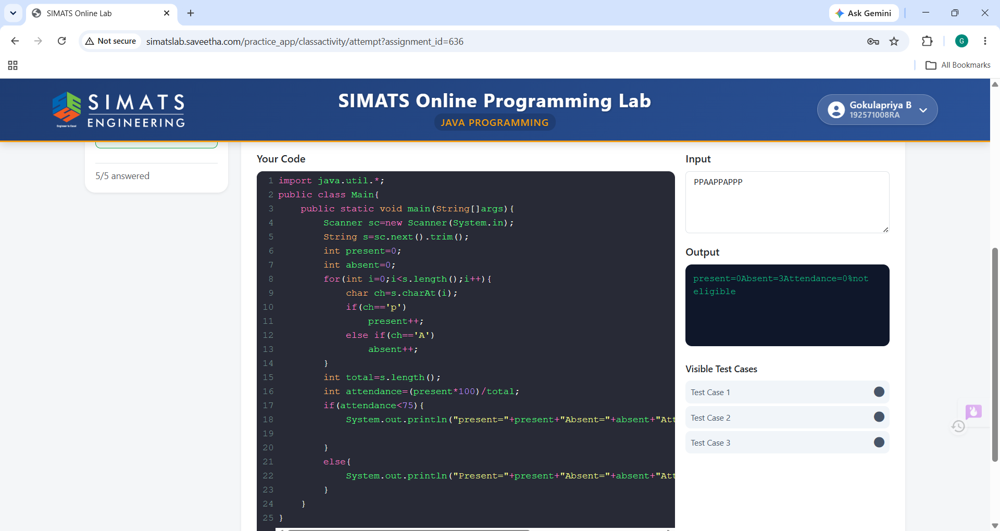 SIMATS Online Lab
Ask Gemini
Not secure
simatslab.saveetha.com/practice_app/classactivity/attempt?assignment_id=636
G
All Bookmarks
SIMATS
ENGINEERING
Engineer to Excel
SIMATS Online Programming Lab
JAVA PROGRAMMING
Gokulapriya B
192571008RA
5/5 answered
Your Code
1 import java.util.*;
2 public class Main{
3     public static void main(String[]args){
4         Scanner sc=new Scanner(System.in);
5         String s=sc.next().trim();
6         int present=0;
7         int absent=0;
8         for(int i=0;i<s.length();i++){
9             char ch=s.charAt(i);
10             if(ch=='p')
11                 present++;
12             else if(ch=='A')
13                 absent++;
14         }
15         int total=s.length();
16         int attendance=(present*100)/total;
17         if(attendance<75){
18             System.out.println("present="+present+"Absent="+absent+"Att
19
20         }
21         else{
22             System.out.println("Present="+present+"Absent="+absent+"Att
23         }
24     }
25 }
Input
PPAAPPAPPP
Output
present=0Absent=3Attendance=0%not
eligible
Visible Test Cases
Test Case 1
Test Case 2
Test Case 3